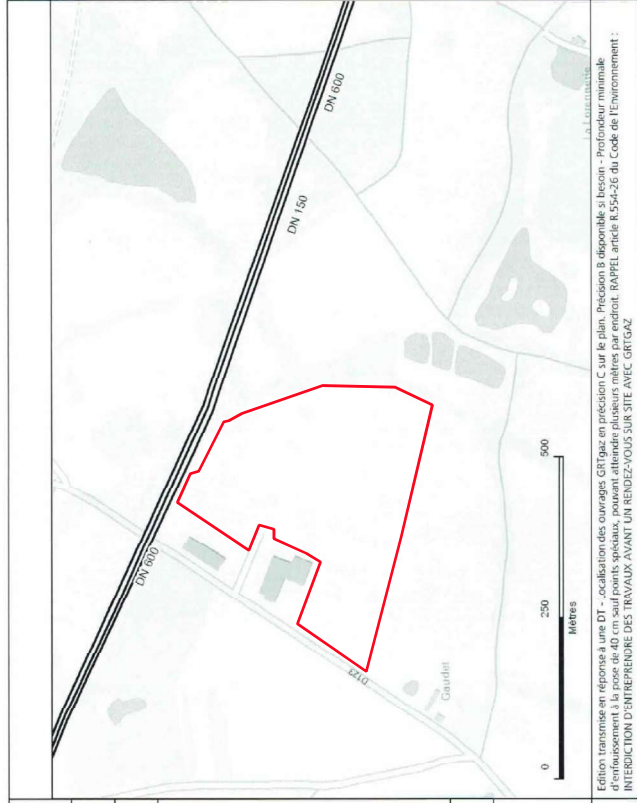 DN 600
DN 150
DN 600
D123
Gaudet
0
250
500
Mètres
Edition transmise en réponse à une DT - .ocalisation des ouvrages GRTgaz en précision C sur le plan. Précision B disponible si besoin - Profondeur minimale
d'enfouissement à la pose de 40 cm sauf points spéciaux, pouvant atteindre plusieurs mètres par endroit. RAPPEL article R.554-26 du Code de l'Environnement :
INTERDICTION D'ENTREPRENDRE DES TRAVAUX AVANT UN RENDEZ-VOUS SUR SITE AVEC GRTGAZ